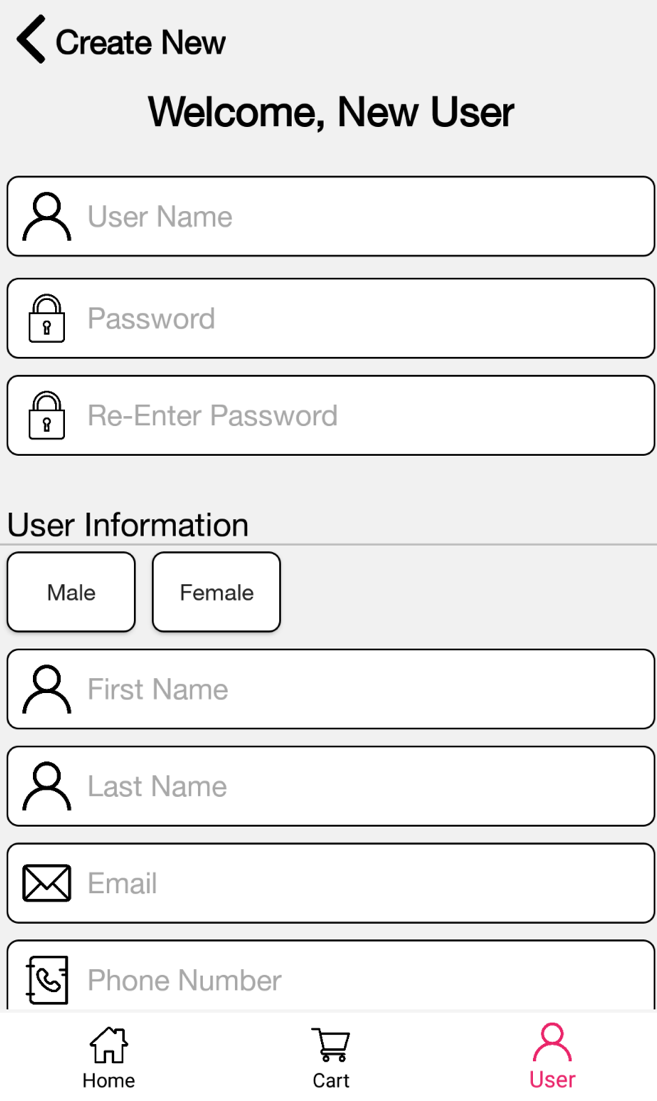 Create New
Welcome, New User
User Name
Password
Re-Enter Password
User Information
Male Female
First Name
Last Name
Email
Phone Number
Home Cart User